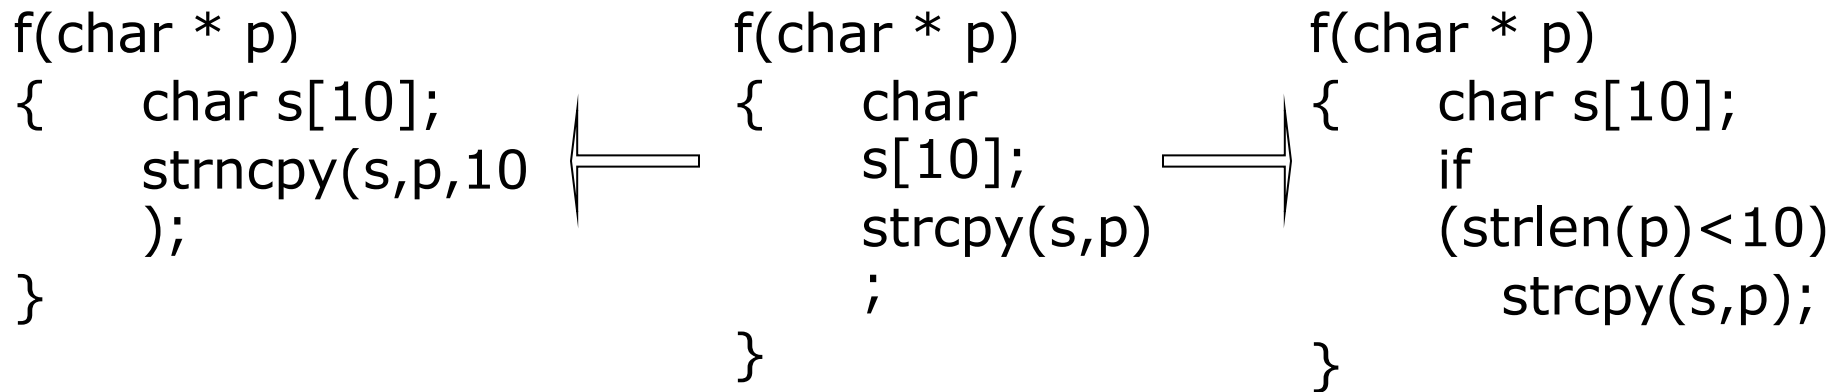 f(char * p)
{ char s[10];
strncpy(s,p,10
);
}
f(char * p)
{ char
s[10];
strcpy(s,p)
;
}
f(char * p)
{ char s[10];
if
(strlen(p)<10)
strcpy(s,p);
}